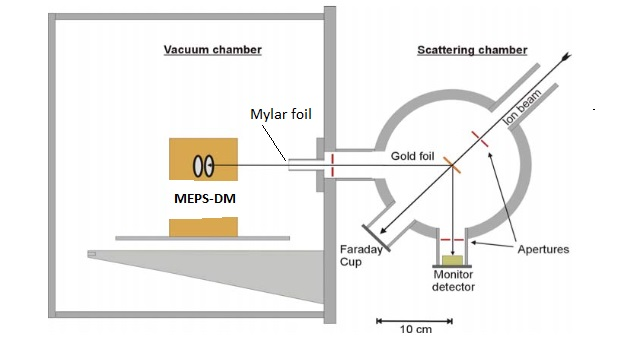 Vacuum chamber
Scattering chamber
Mylar foil
Ion beam
Gold foil
MEPS-DM
Faraday
Cup
Apertures
Monitor
detector
10 cm